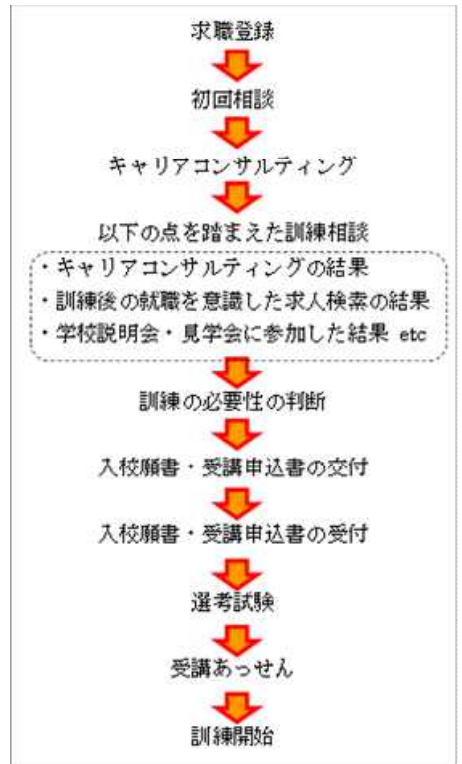 求職登録
初回相談
キャリアコンサルティング
以下の点を踏まえた訓練相談
・キャリアコンサルティングの結果
・訓練後の就職を意識した求人検索の結果
・学校説明会・見学会に参加した結果 etc
訓練の必要性の判断
入校願書・受講申込書の交付
入校願書・受講申込書の受付
選考試験
受講あっせん
訓練開始